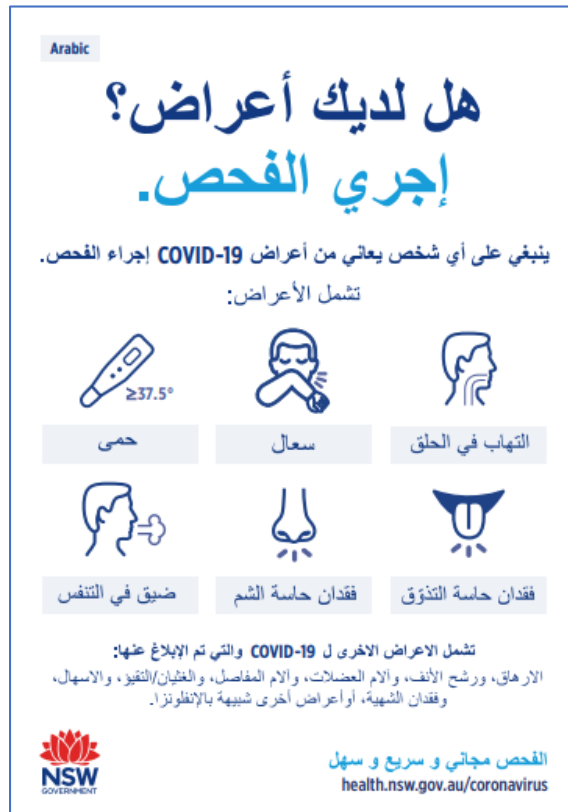 Arabic
هل لديك أعراض؟
إجري الفحص.
ينبغي على أي شخص يعاني من أعراض COVID-19 إجراء الفحص.
تشمل الأعراض:
≥37.5°
التهاب في الحلق
سعال
حمى
فقدان حاسة التذوّق
فقدان حاسة الشم
ضيق في التنفس
تشمل الاعراض الاخرى ل COVID-19 والتي تم الإبلاغ عنها:
الارهاق، ورشح الأنف، وآلام العضلات، وآلام المفاصل، والغثيان/التقيؤ، والاسهال،
وفقدان الشهية، أوأعراض أخرى شبيهة بالإنفلونزا.
الفحص مجاني و سريع و سهل
health.nsw.gov.au/coronavirus
NSW
GOVERNMENT